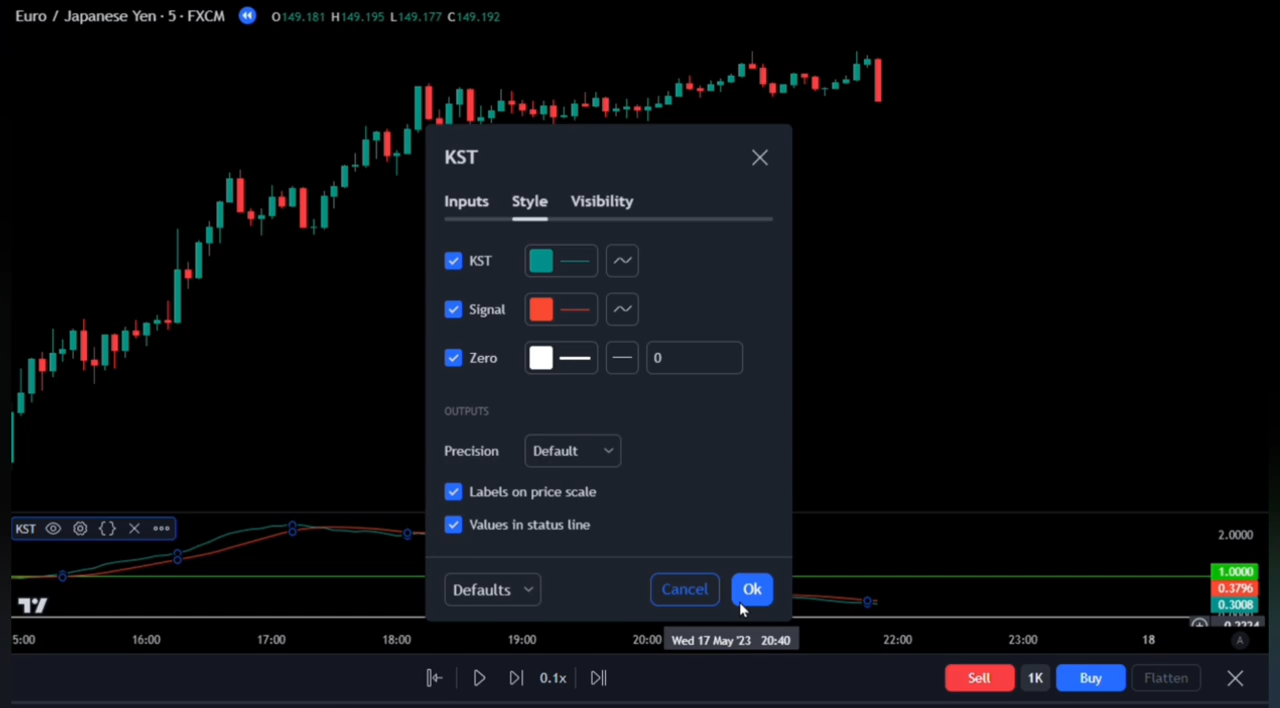 Euro / Japanese Yen · 5 · FXCM O149.181 H149.195 L149.177 C149.192
KST
Inputs Style Visibility
KST
Signal
Zero 0
OUTPUTS
Precision Default
Labels on price scale
Values in status line
Defaults Cancel Ok
KST
2.0000
1.0000
0.3796
0.3008
5:00 16:00 17:00 18:00 19:00 20:00 Wed 17 May '23 20:40 22:00 23:00 18 A
0.1x Sell 1K Buy Flatten